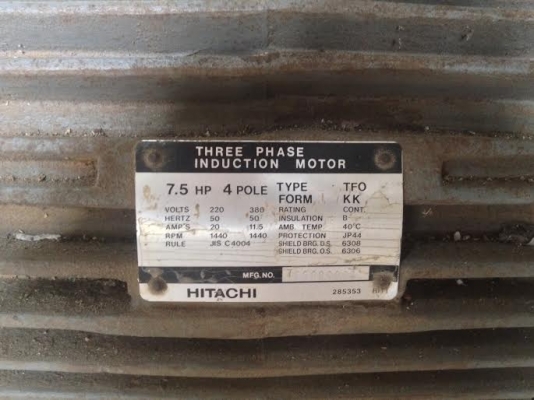 THREE PHASE
INDUCTION MOTOR
7.5 HP 4 POLE TYPE TFO
FORM KK
VOLTS 220 380 RATING CONT.
HERTZ 50 50 INSULATION B
AMP'S 20 11.5 AMB. TEMP. 40°C
RPM 1440 1440 PROTECTION JP44
RULE JIS C 4004 SHIELD BRG. D.S. 6308
SHIELD BRG. O.S. 6306
MFG. NO.
HITACHI 285353